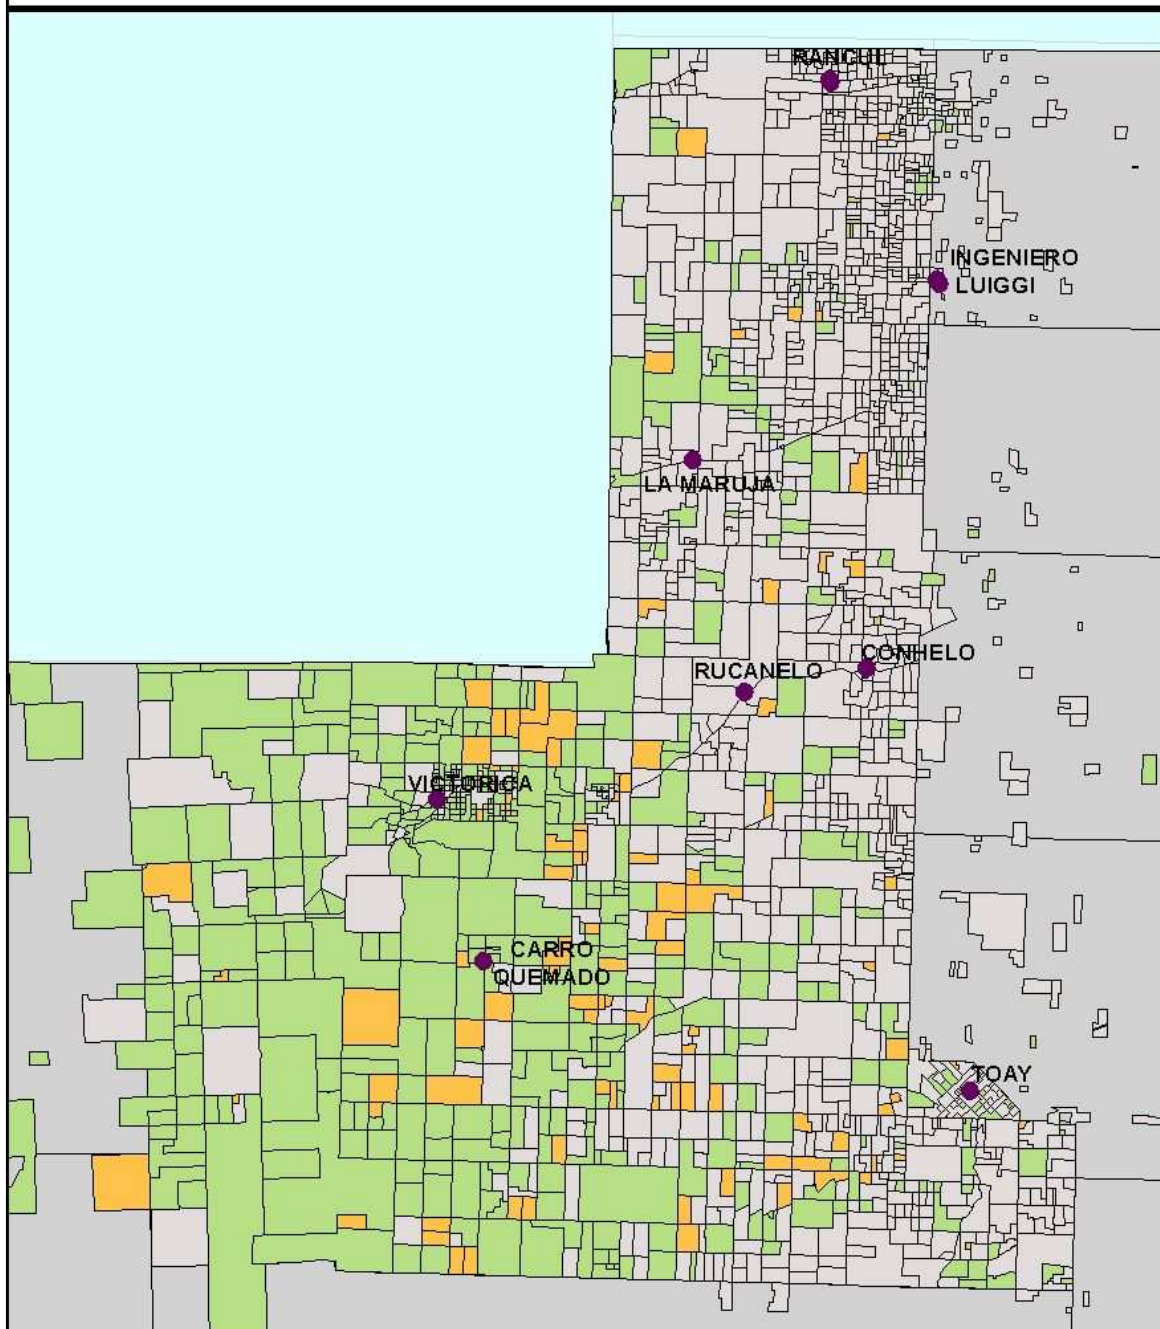 RANCUL
INGENIERO
LUIGGI
LA MARUJA
CONHELO
RUCANELO
VICTORICA
CARRO
QUEMADO
TOAY